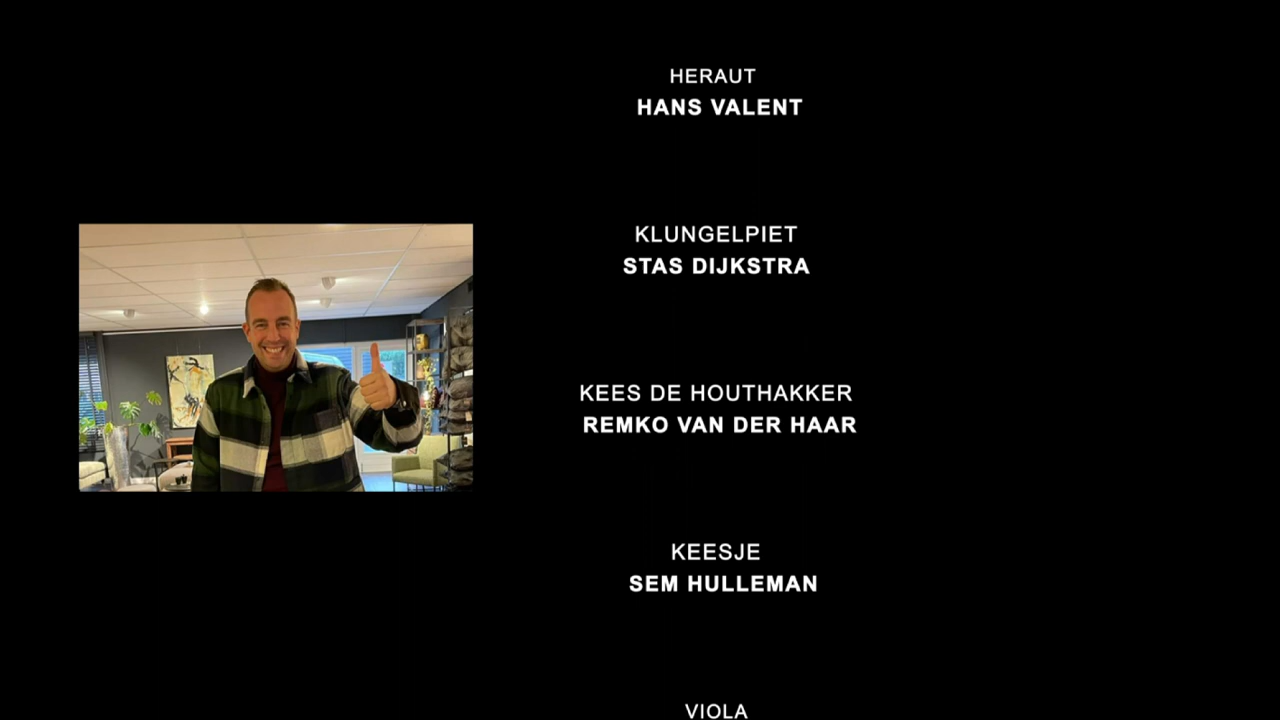 HERAUT
HANS VALENT
KLUNGELPIET
STAS DIJKSTRA
KEES DE HOUTHAKKER
REMKO VAN DER HAAR
KEESJE
SEM HULLEMAN
VIOLA